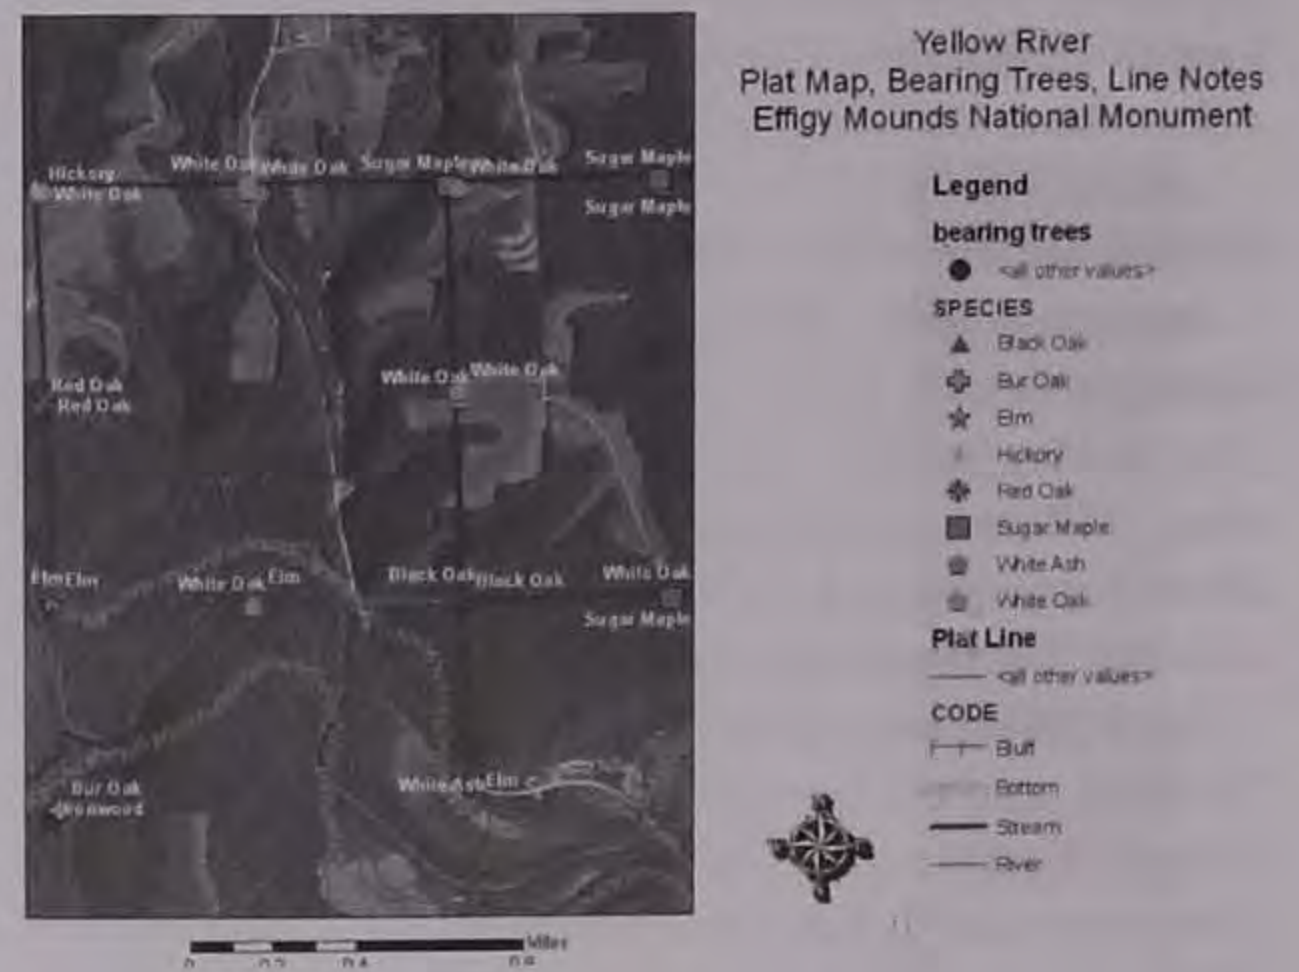 Yellow River
Plat Map, Bearing Trees, Line Notes
Effigy Mounds National Monument
Legend
bearing trees
<all other values>
SPECIES
Black Oak
Bur Oak
Elm
Hickory
Red Oak
Sugar Maple
White Ash
White Oak
Plat Line
<all other values>
CODE
Bluff
Bottom
Stream
River
Hickory
White Oak
White Oak White Oak Sugar Maple White Oak Sugar Maple
Sugar Maple
White Oak White Oak
Red Oak
Red Oak
Elm Elm White Oak Elm Black Oak Black Oak White Oak
Sugar Maple
Bur Oak
Ironwood
White Ash Elm
Miles
0 0.2 0.4 0.8